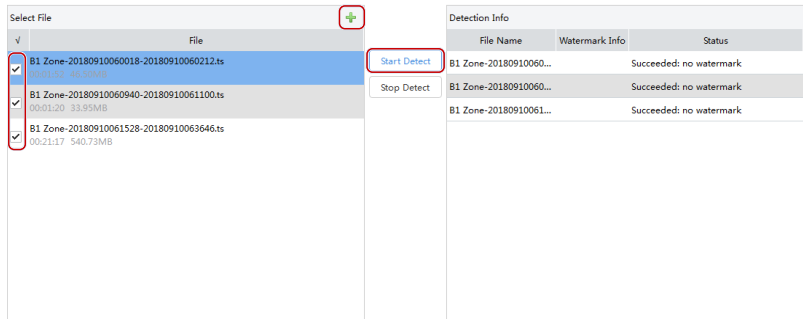 Select File
√ File
B1 Zone-20180910060018-20180910060212.ts
B1 Zone-20180910060940-20180910061100.ts
00:01:20 33.95MB
B1 Zone-20180910061528-20180910063646.ts
00:21:17 540.73MB
Start Detect
Stop Detect
Detection Info
File Name Watermark Info Status
B1 Zone-20180910060... Succeeded: no watermark
B1 Zone-20180910060... Succeeded: no watermark
B1 Zone-20180910061... Succeeded: no watermark